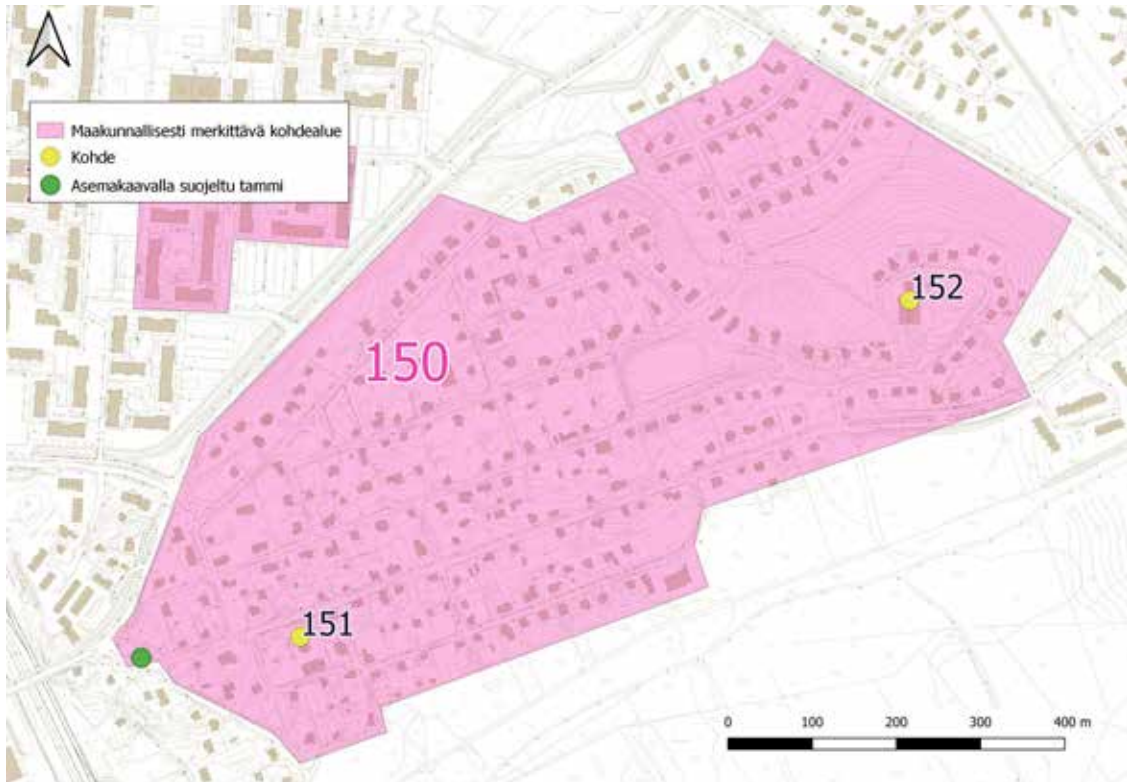 Maakunnallisesti merkittävä kohdealue
Kohde
Asemakaavalla suojeltu tammi
152
150
151
0 100 200 300 400 m